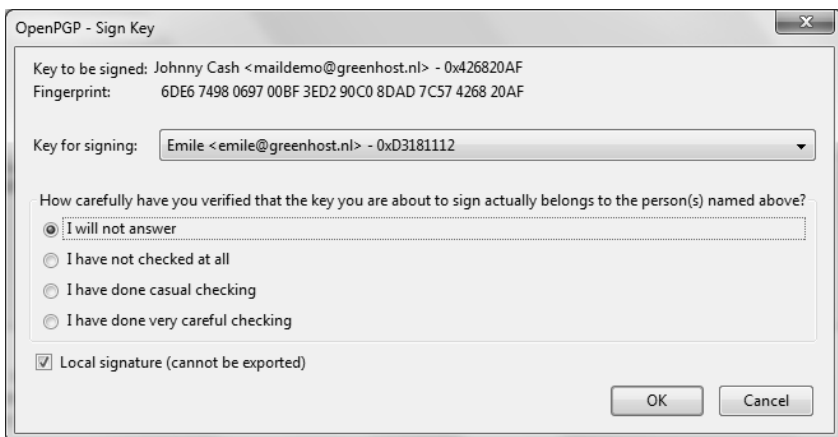 OpenPGP - Sign Key
Key to be signed: Johnny Cash <maildemo@greenhost.nl> - 0x426820AF
Fingerprint: 6DE6 7498 0697 00BF 3ED2 90C0 8DAD 7C57 4268 20AF
Key for signing: Emile <emile@greenhost.nl> - 0xD3181112
How carefully have you verified that the key you are about to sign actually belongs to the person(s) named above?
I will not answer
I have not checked at all
I have done casual checking
I have done very careful checking
Local signature (cannot be exported)
OK Cancel